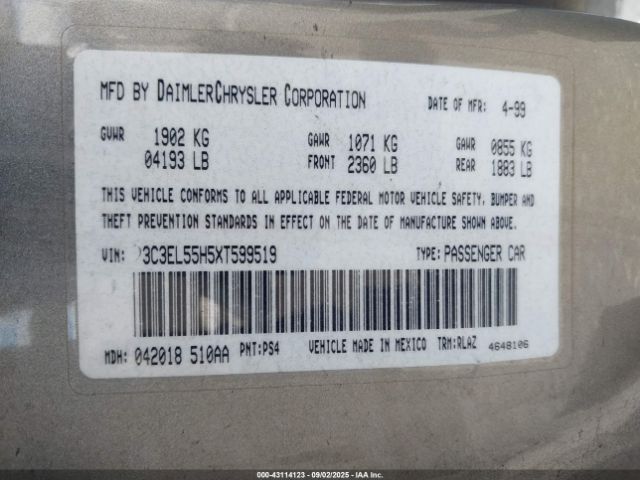 MFD BY DAIMLERCHRYSLER CORPORATION DATE OF MFR: 4-99
GVWR 1902 KG GAWR 1071 KG GAWR 0855 KG
04193 LB FRONT 2360 LB REAR 1883 LB
THIS VEHICLE CONFORMS TO ALL APPLICABLE FEDERAL MOTOR VEHICLE SAFETY, BUMPER AND
THEFT PREVENTION STANDARDS IN EFFECT ON THE DATE OF MANUFACTURE SHOWN ABOVE.
VIN: 3C3EL55H5XT599519 TYPE: PASSENGER CAR
MDH: 042018 510AA PNT:PS4 VEHICLE MADE IN MEXICO TRM:RLAZ 4648106
000-43114123 - 09/02/2025 - IAA Inc.